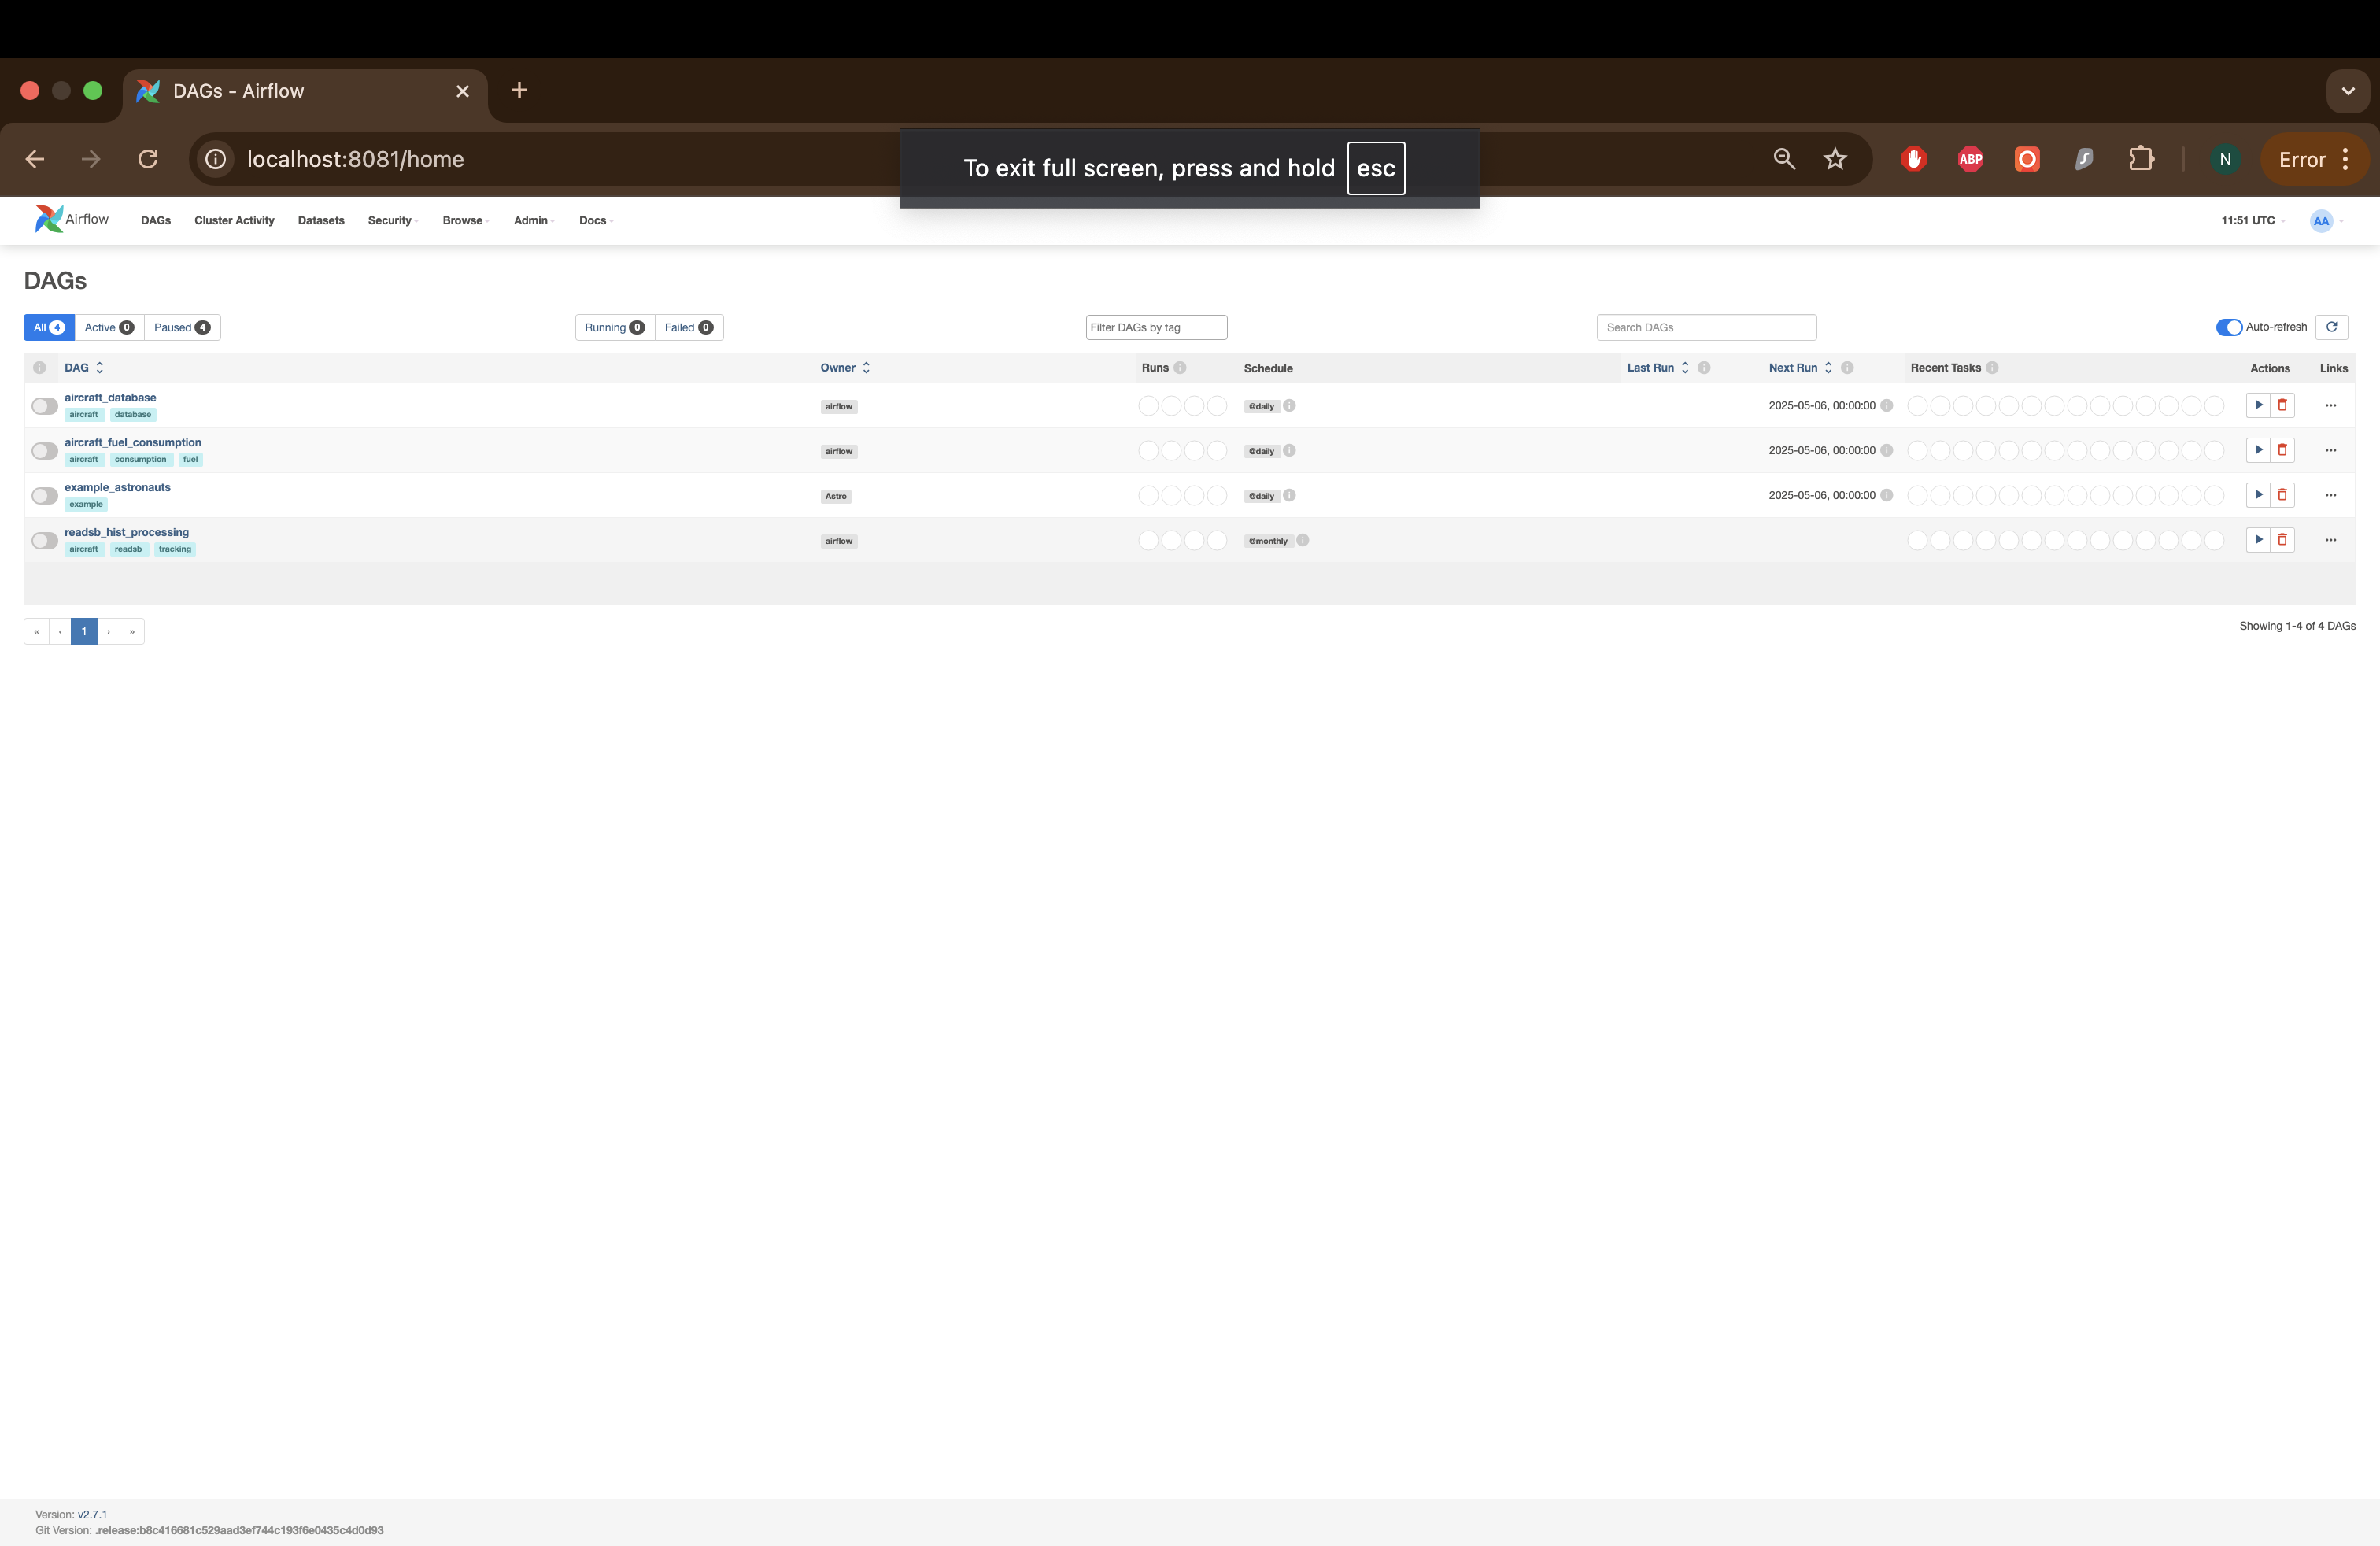 DAGs - Airflow
localhost:8081/home
To exit full screen, press and hold esc
ABP
N
Error
Airflow DAGs Cluster Activity Datasets Security Browse Admin Docs 11:51 UTC AA
DAGs
All 4 Active 0 Paused 4 Running 0 Failed 0 Filter DAGs by tag Search DAGs Auto-refresh
DAG Owner Runs Schedule Last Run Next Run Recent Tasks Actions Links
aircraft_database
aircraft database
airflow @daily 2025-05-06, 00:00:00
aircraft_fuel_consumption
aircraft consumption fuel
airflow @daily 2025-05-06, 00:00:00
example_astronauts
example
Astro @daily 2025-05-06, 00:00:00
readsb_hist_processing
aircraft readsb tracking
airflow @monthly
« ‹ 1 › »
Showing 1-4 of 4 DAGs
Version: v2.7.1
Git Version: .release:b8c416681c529aad3ef744c193f6e0435c4d0d93